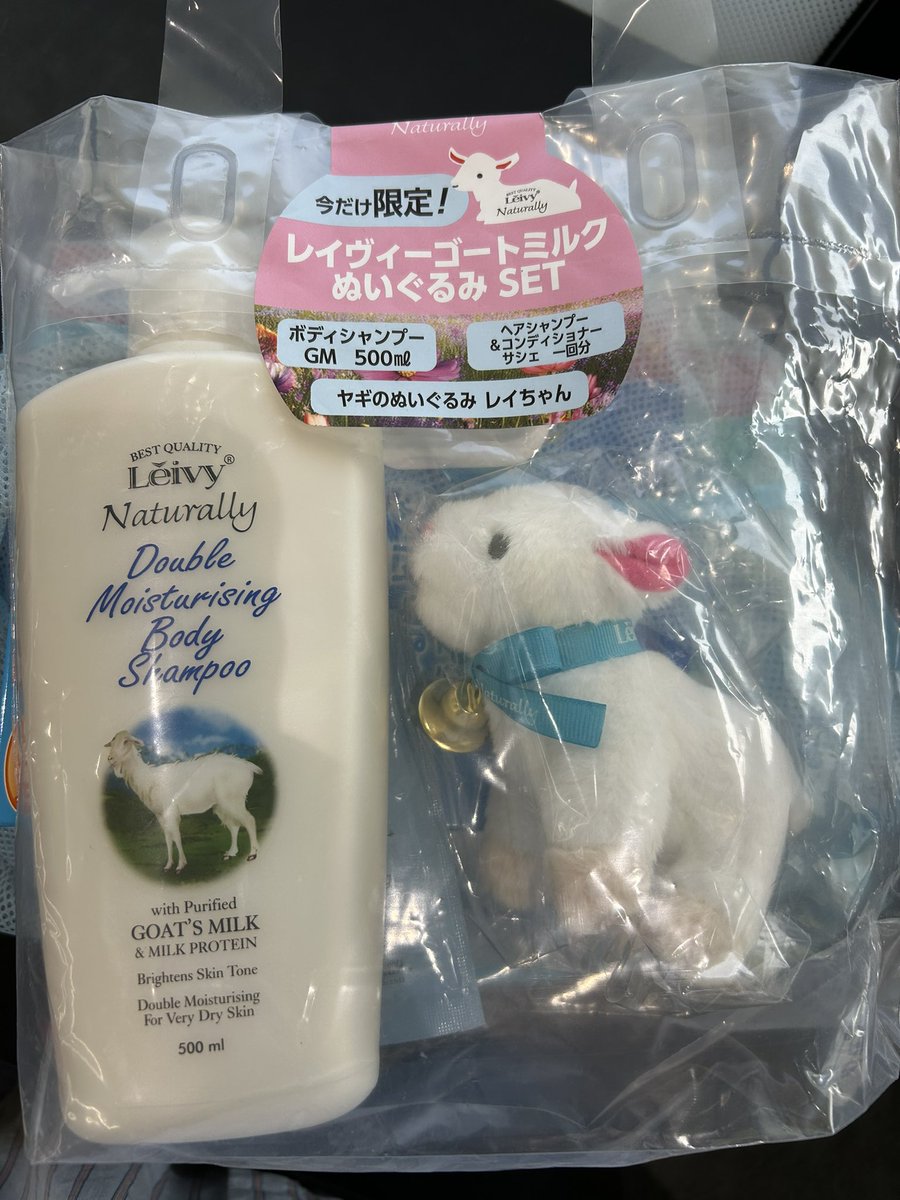 Naturally
今だけ限定!
BEST QUALITY
Lěivy®
Naturally
レイヴィーゴートミルク
ぬいぐるみ SET
ボディシャンプー
GM 500㎖
ヘアシャンプー
&コンディショナー
サシェ 一回分
ヤギのぬいぐるみ レイちゃん
BEST QUALITY
Lěivy®
Naturally
Double
Moisturising
Body
Shampoo
with Purified
GOAT'S MILK
& MILK PROTEIN
Brightens Skin Tone
Double Moisturising
For Very Dry Skin
500 ml
Naturally